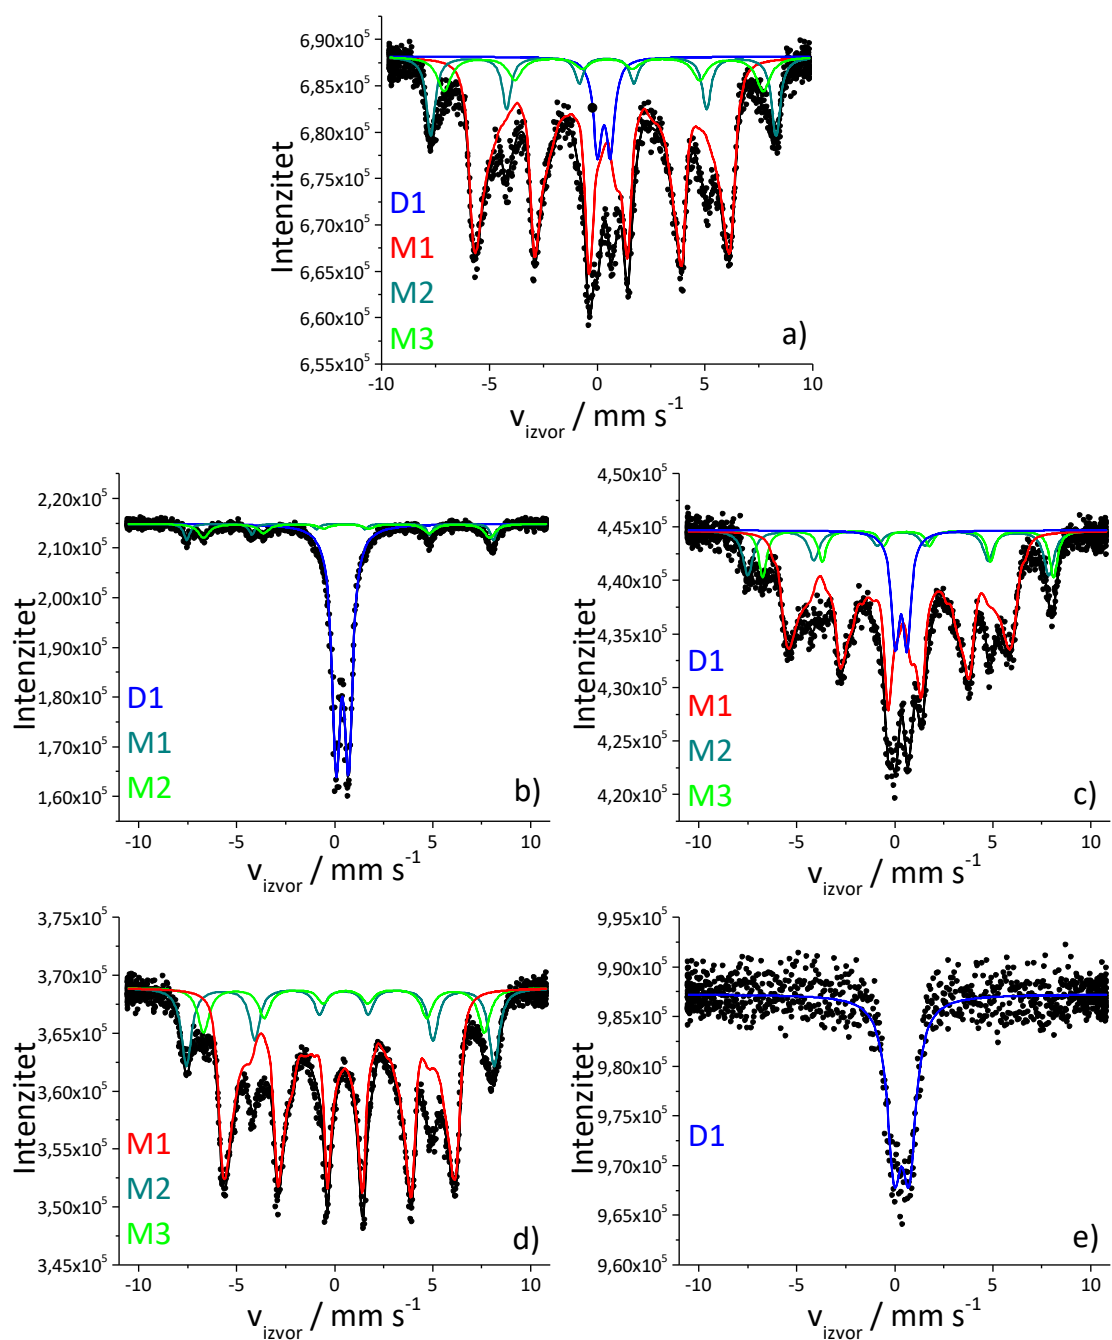 6,90x10⁵
6,85x10⁵
6,80x10⁵
6,75x10⁵
6,70x10⁵
6,65x10⁵
6,60x10⁵
6,55x10⁵
Intenzitet
D1
M1
M2
M3
a)
-10 -5 0 5 10
v_izvor / mm s⁻¹
2,20x10⁵
2,10x10⁵
2,00x10⁵
1,90x10⁵
1,80x10⁵
1,70x10⁵
1,60x10⁵
Intenzitet
D1
M1
M2
b)
-10 -5 0 5 10
v_izvor / mm s⁻¹
4,50x10⁵
4,45x10⁵
4,40x10⁵
4,35x10⁵
4,30x10⁵
4,25x10⁵
4,20x10⁵
Intenzitet
D1
M1
M2
M3
c)
-10 -5 0 5 10
v_izvor / mm s⁻¹
3,75x10⁵
3,70x10⁵
3,65x10⁵
3,60x10⁵
3,55x10⁵
3,50x10⁵
3,45x10⁵
Intenzitet
M1
M2
M3
d)
-10 -5 0 5 10
v_izvor / mm s⁻¹
9,95x10⁵
9,90x10⁵
9,85x10⁵
9,80x10⁵
9,75x10⁵
9,70x10⁵
9,65x10⁵
9,60x10⁵
Intenzitet
D1
e)
-10 -5 0 5 10
v_izvor / mm s⁻¹